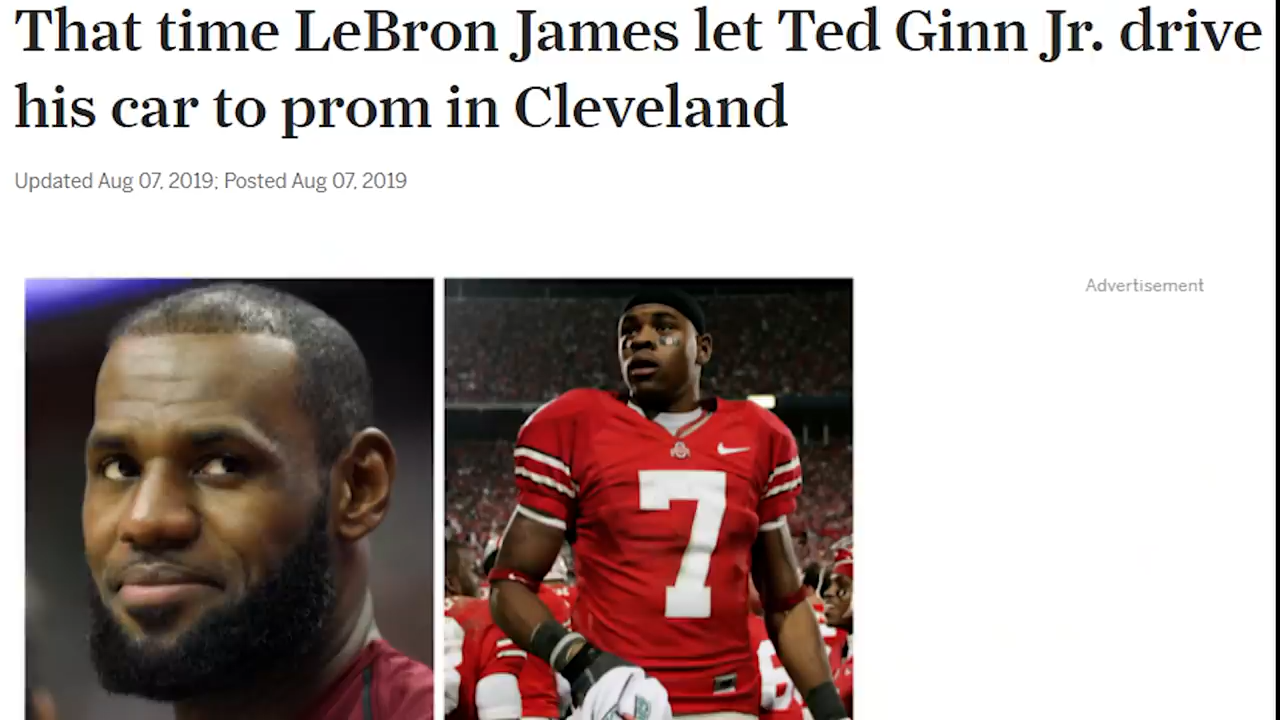 That time LeBron James let Ted Ginn Jr. drive
his car to prom in Cleveland
Updated Aug 07, 2019; Posted Aug 07, 2019
Advertisement
7